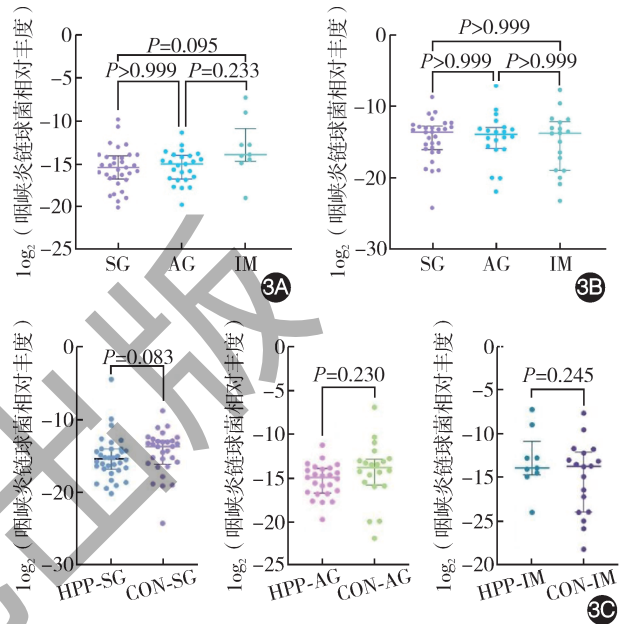 log₂（咽峡炎链球菌相对丰度）
0
−5
−10
−15
−20
−25
P=0.095
P>0.999
P=0.233
SG
AG
IM
3A
log₂（咽峡炎链球菌相对丰度）
0
−10
−20
−30
P>0.999
P>0.999
P>0.999
SG
AG
IM
3B
log₂（咽峡炎链球菌相对丰度）
0
−10
−20
−30
P=0.083
HPP-SG
CON-SG
log₂（咽峡炎链球菌相对丰度）
0
−5
−10
−15
−20
−25
P=0.230
HPP-AG
CON-AG
log₂（咽峡炎链球菌相对丰度）
0
−5
−10
−15
−25
−20
P=0.245
HPP-IM
CON-IM
3C
出版